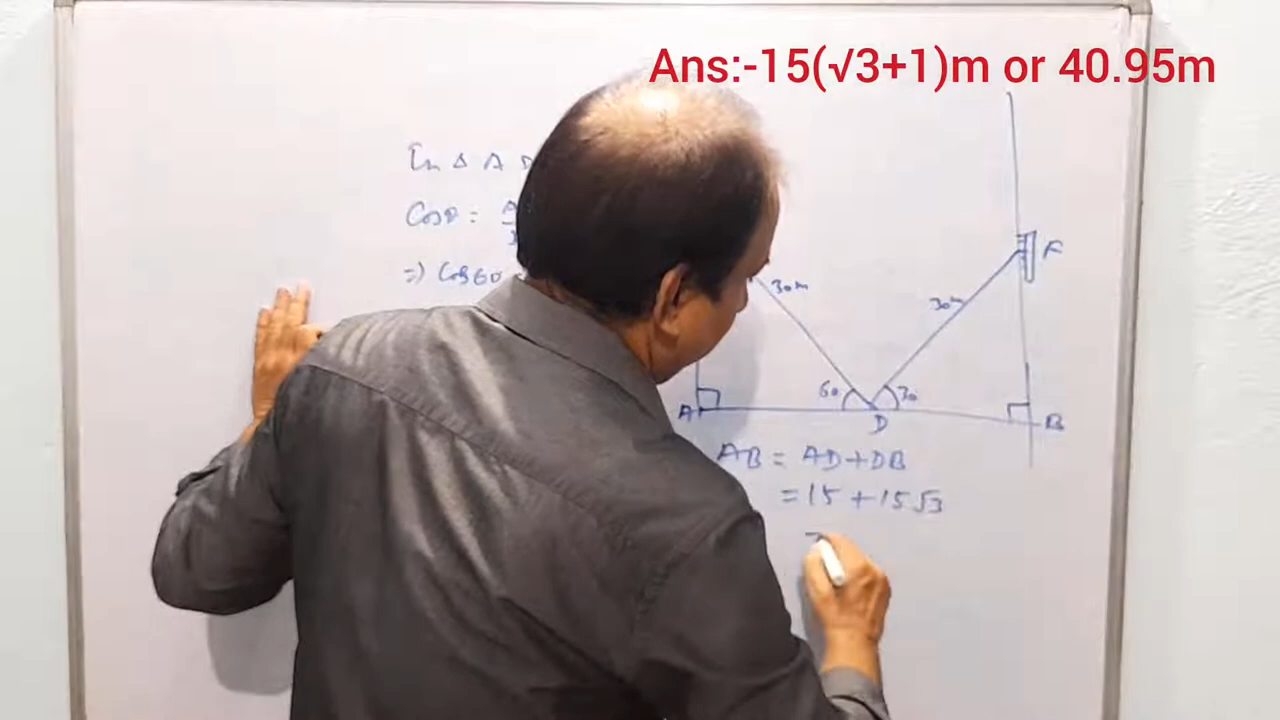 Ans:-15(√3+1)m or 40.95m
In Δ A D
Cosθ =
=) Cos 60
30m
30m
F
60
30
A
D
B
AB = AD+DB
= 15 + 15√3